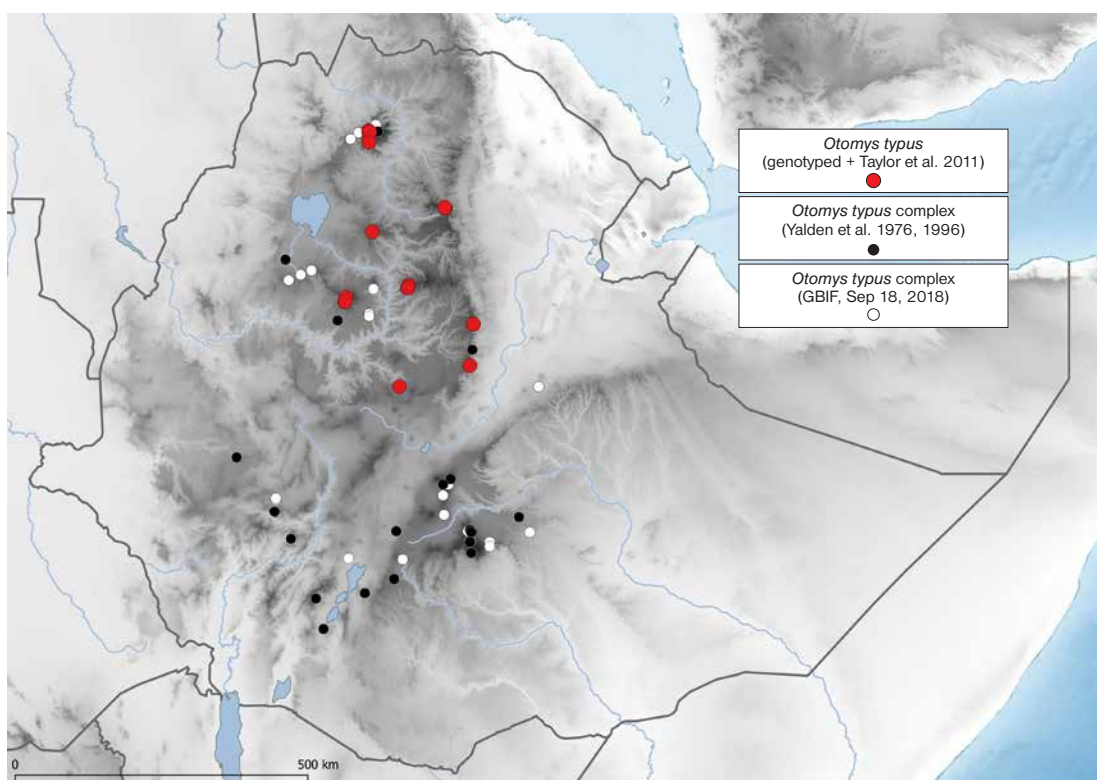 Otomys typus
(genotyped + Taylor et al. 2011)
Otomys typus complex
(Yalden et al. 1976, 1996)
Otomys typus complex
(GBIF, Sep 18, 2018)
0 500 km